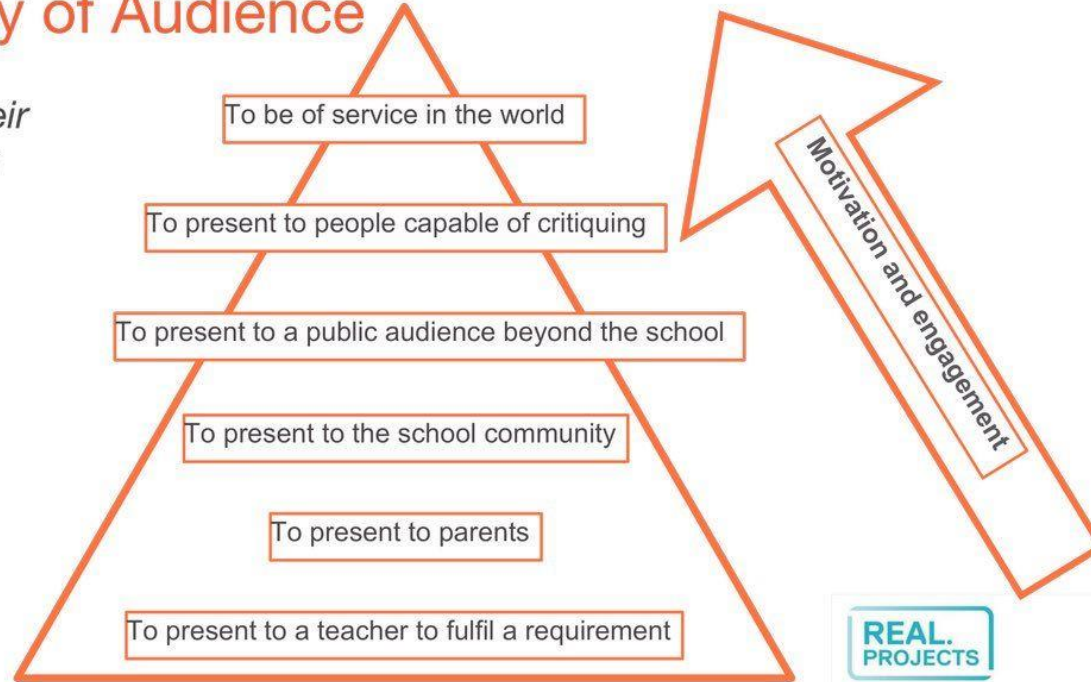 y of Audience
eir
To be of service in the world
To present to people capable of critiquing
To present to a public audience beyond the school
To present to the school community
To present to parents
To present to a teacher to fulfil a requirement
Motivation and engagement
REAL.
PROJECTS